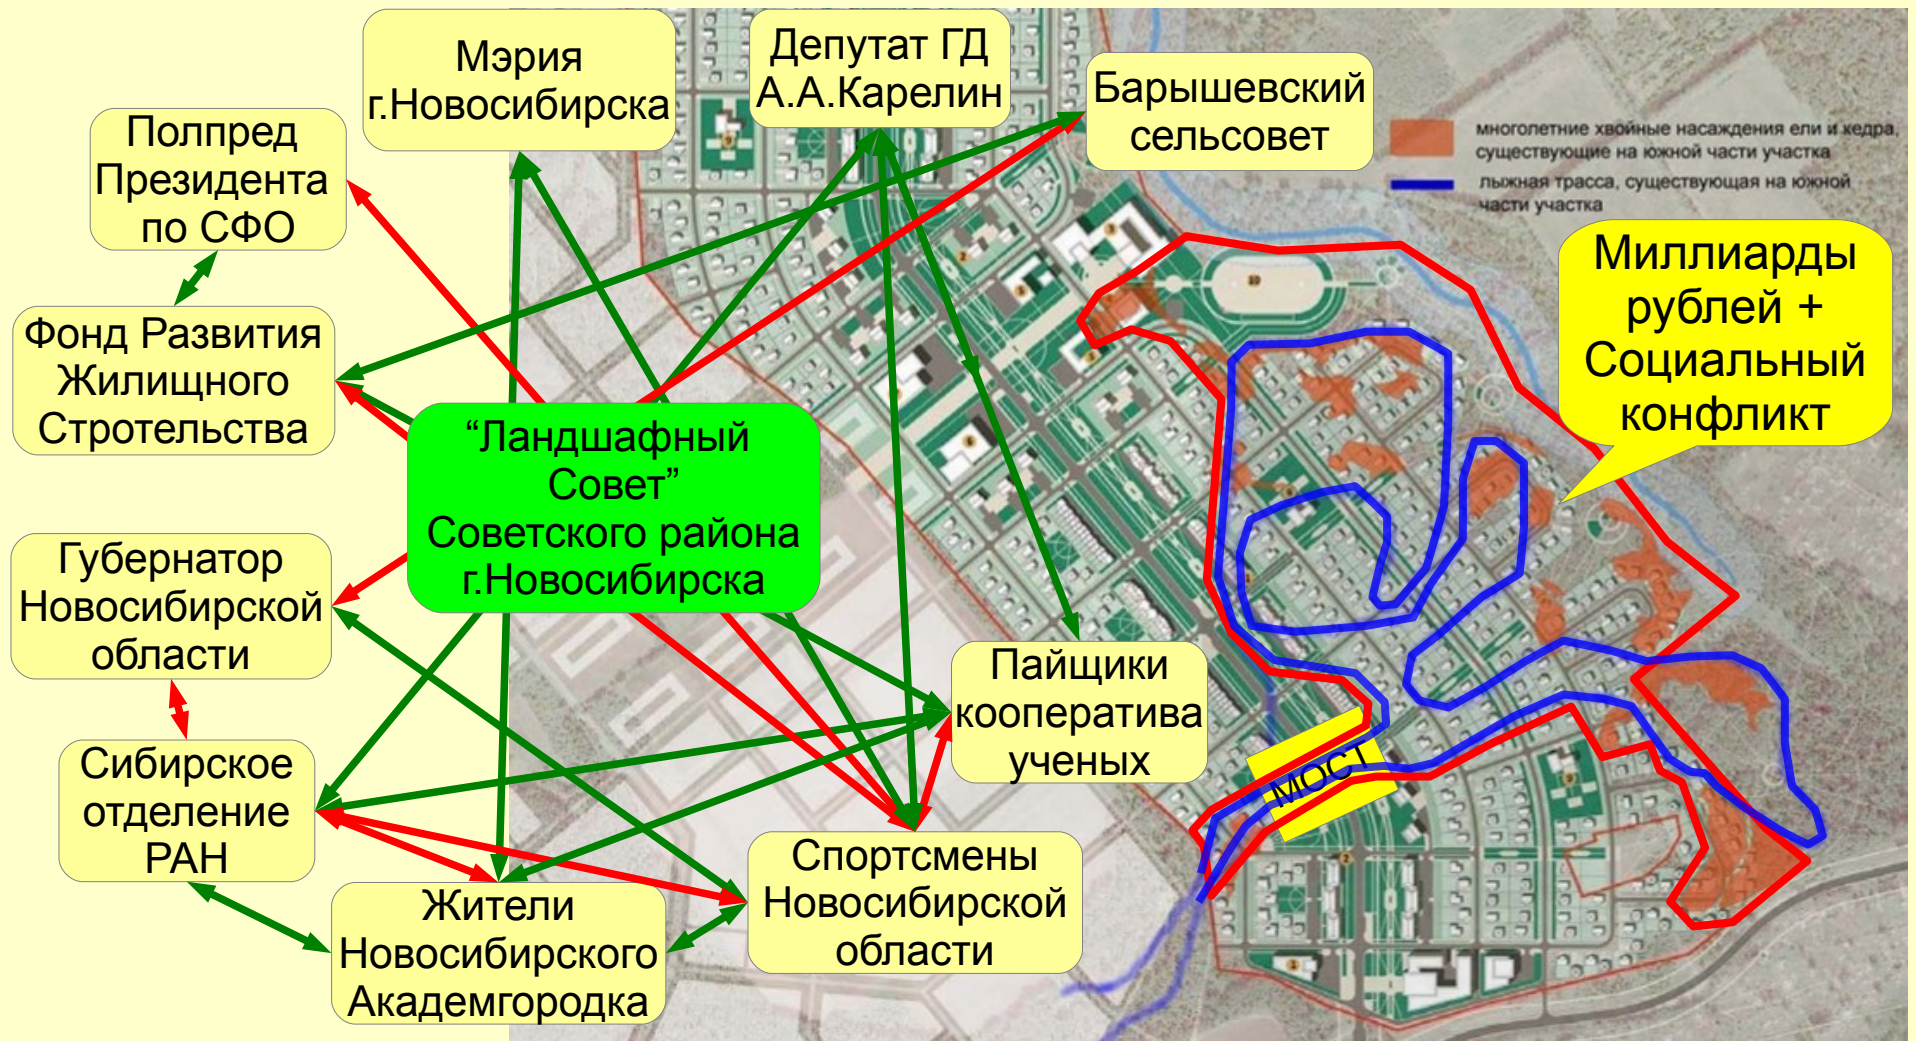 Мэрия
г.Новосибирска
Депутат ГД
А.А.Карелин
Барышевский
сельсовет
Полпред
Президента
по СФО
многолетние хвойные насаждения ели и кедра,
существующие на южной части участка
лыжная трасса, существующая на южной
части участка
Миллиарды
рублей +
Социальный
конфликт
Фонд Развития
Жилищного
Стротельства
“Ландшафный
Совет”
Советского района
г.Новосибирска
Губернатор
Новосибирской
области
Пайщики
кооператива
ученых
МОСТ
Сибирское
отделение
РАН
Спортсмены
Новосибирской
области
Жители
Новосибирского
Академгородка